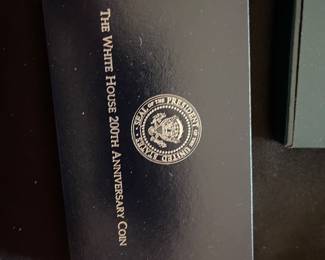 SEAL OF THE PRESIDENT
OF THE UNITED STATES
THE WHITE HOUSE 200TH ANNIVERSARY COIN